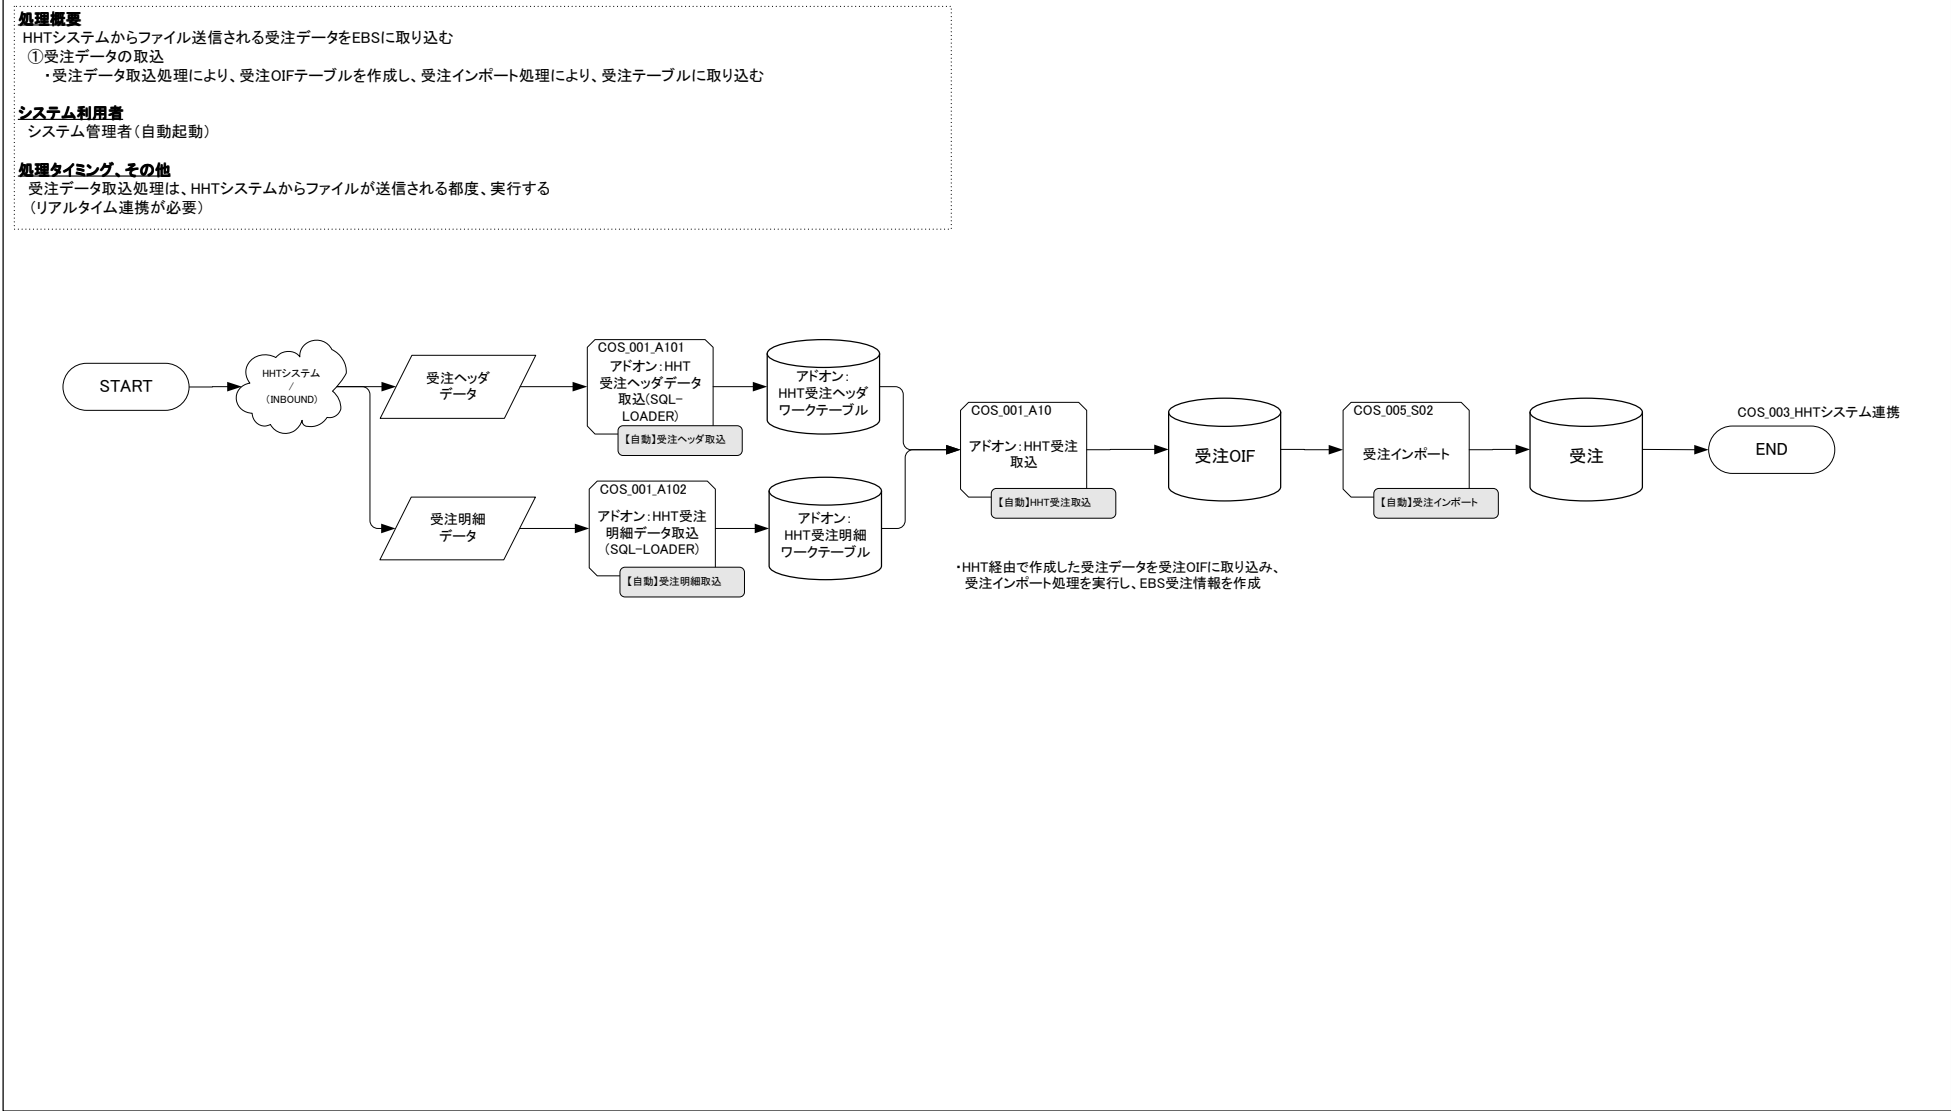 処理概要
HHTシステムからファイル送信される受注データをEBSに取り込む
①受注データの取込
・受注データ取込処理により、受注OIFテーブルを作成し、受注インポート処理により、受注テーブルに取り込む
システム利用者
システム管理者（自動起動）
処理タイミング、その他
受注データ取込処理は、HHTシステムからファイルが送信される都度、実行する
（リアルタイム連携が必要）
START
HHTシステム
/
(INBOUND)
受注ヘッダ
データ
COS_001_A101
アドオン：HHT
受注ヘッダデータ
取込(SQL-
LOADER)
【自動】受注ヘッダ取込
アドオン：
HHT受注ヘッダ
ワークテーブル
受注明細
データ
COS_001_A102
アドオン：HHT受注
明細データ取込
(SQL-LOADER)
【自動】受注明細取込
アドオン：
HHT受注明細
ワークテーブル
COS_001_A10
アドオン：HHT受注
取込
【自動】HHT受注取込
受注OIF
COS_005_S02
受注インポート
【自動】受注インポート
受注
COS_003_HHTシステム連携
END
・HHT経由で作成した受注データを受注OIFに取り込み、
受注インポート処理を実行し、EBS受注情報を作成